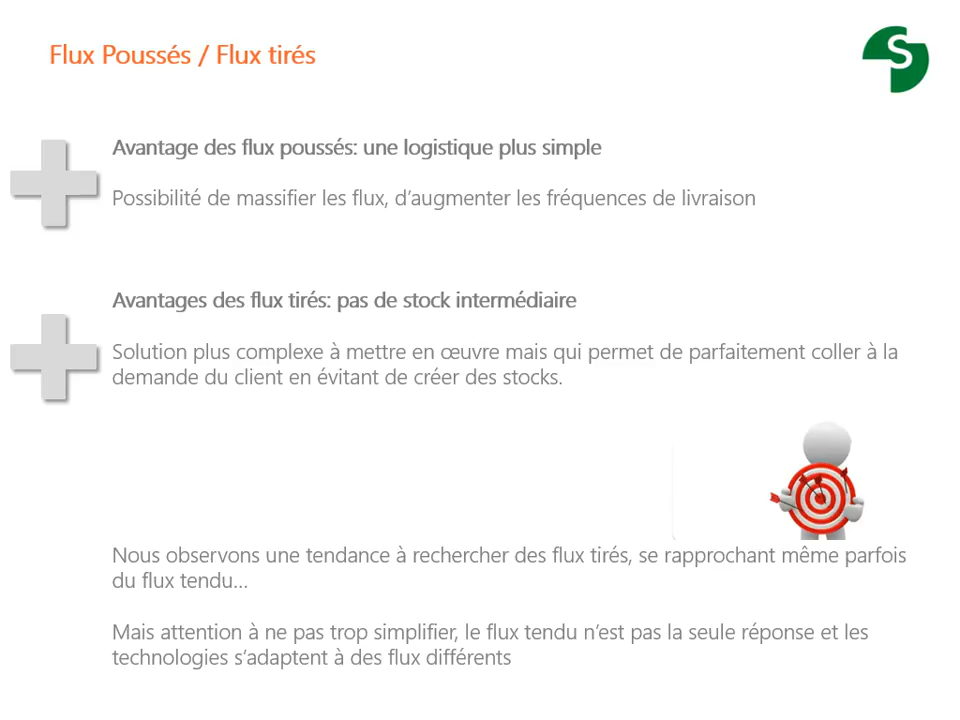 Flux Poussés / Flux tirés
S
Avantage des flux poussés: une logistique plus simple
Possibilité de massifier les flux, d’augmenter les fréquences de livraison
Avantages des flux tirés: pas de stock intermédiaire
Solution plus complexe à mettre en œuvre mais qui permet de parfaitement coller à la
demande du client en évitant de créer des stocks.
Nous observons une tendance à rechercher des flux tirés, se rapprochant même parfois
du flux tendu...
Mais attention à ne pas trop simplifier, le flux tendu n’est pas la seule réponse et les
technologies s’adaptent à des flux différents